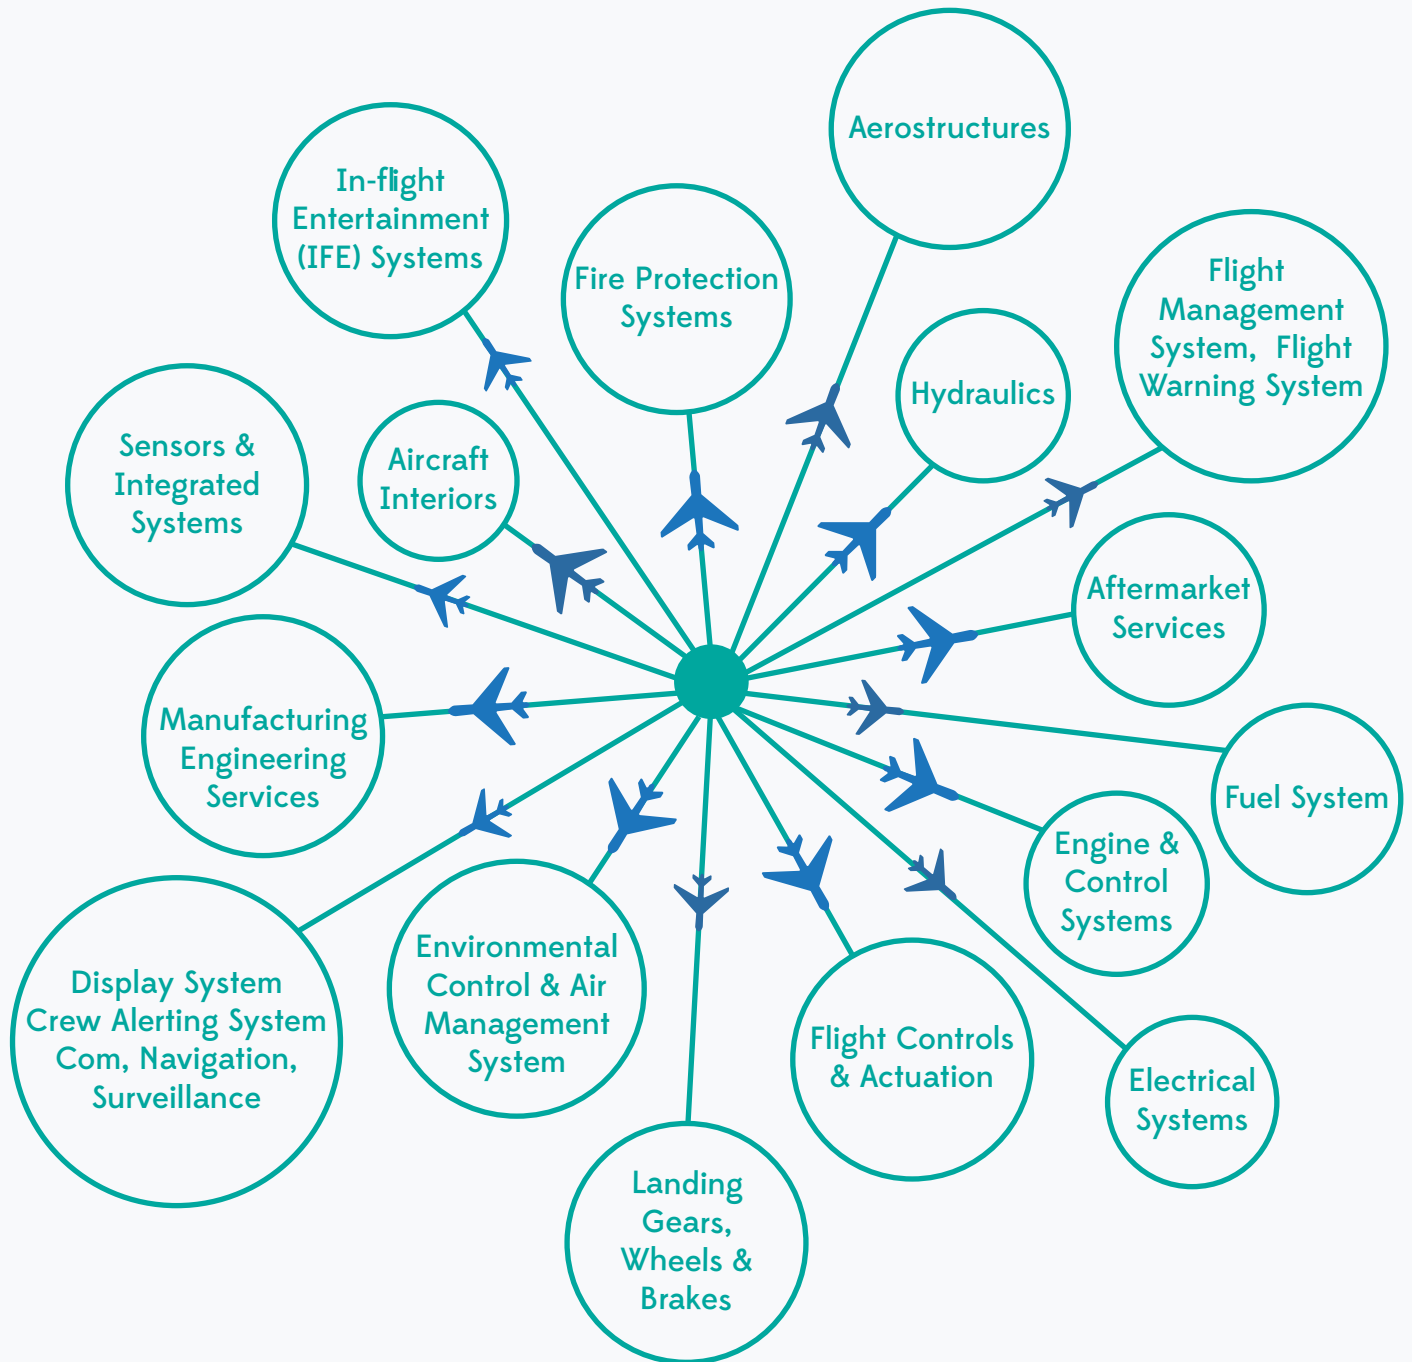 Aerostructures
In-flight
Entertainment
(IFE) Systems
Fire Protection
Systems
Flight
Management
System, Flight
Warning System
Hydraulics
Sensors &
Integrated
Systems
Aircraft
Interiors
Aftermarket
Services
Manufacturing
Engineering
Services
Fuel System
Engine &
Control
Systems
Environmental
Control & Air
Management
System
Display System
Crew Alerting System
Com, Navigation,
Surveillance
Flight Controls
& Actuation
Electrical
Systems
Landing
Gears,
Wheels &
Brakes